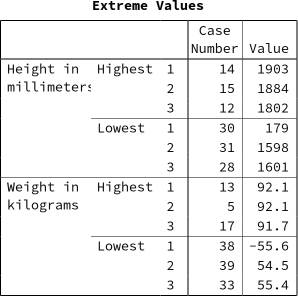 Extreme Values
Case
Number Value
Height in Highest 1 14 1903
millimeters 2 15 1884
3 12 1802
Lowest 1 30 179
2 31 1598
3 28 1601
Weight in Highest 1 13 92.1
kilograms 2 5 92.1
3 17 91.7
Lowest 1 38 −55.6
2 39 54.5
3 33 55.4